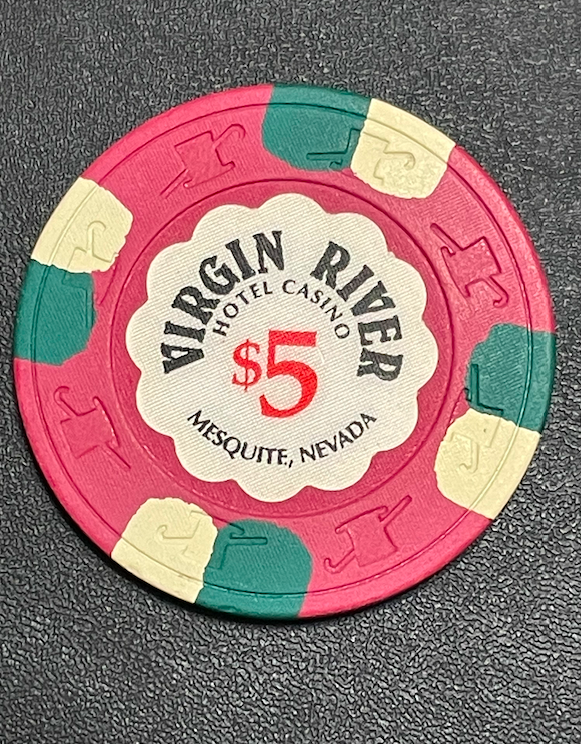 VIRGIN RIVER
HOTEL CASINO
$5
MESQUITE, NEVADA